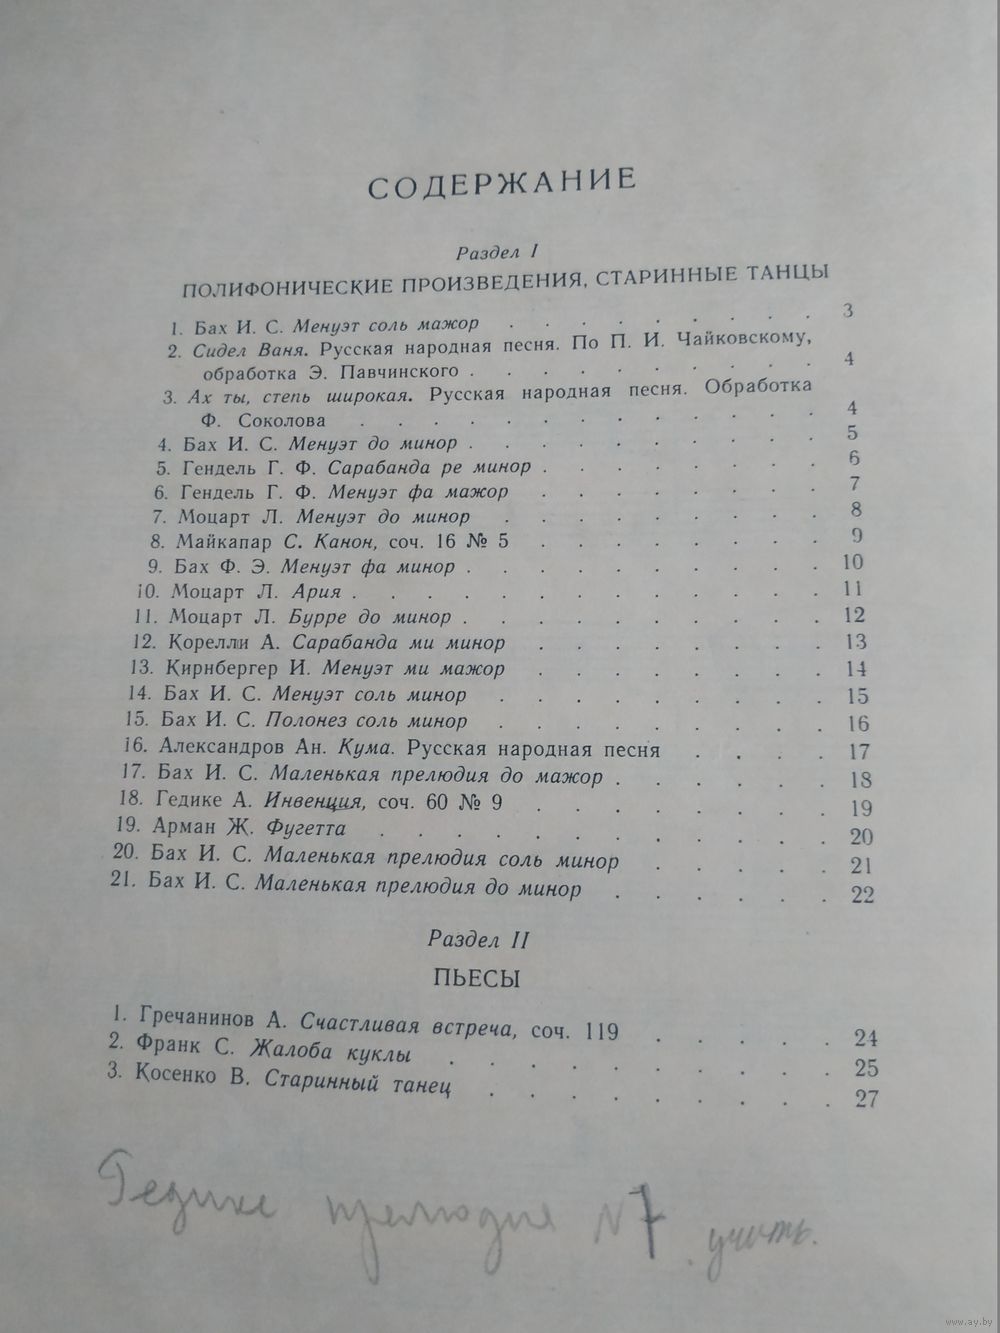 СОДЕРЖАНИЕ
Раздел I
ПОЛИФОНИЧЕСКИЕ ПРОИЗВЕДЕНИЯ, СТАРИННЫЕ ТАНЦЫ
1. Бах И. С. Менуэт соль мажор . . . . . . . . 3
2. Сидел Ваня. Русская народная песня. По П. И. Чайковскому,
обработка Э. Павчинского . . . . . . . . . 4
3. Ах ты, степь широкая. Русская народная песня. Обработка
Ф. Соколова . . . . . . . . . . . 4
4. Бах И. С. Менуэт до минор . . . . . . . . . 5
5. Гендель Г. Ф. Сарабанда ре минор . . . . . . . 6
6. Гендель Г. Ф. Менуэт фа мажор . . . . . . . 7
7. Моцарт Л. Менуэт до минор . . . . . . . . 8
8. Майкапар С. Канон, соч. 16 № 5 . . . . . . . 9
9. Бах Ф. Э. Менуэт фа минор . . . . . . . . . 10
10. Моцарт Л. Ария . . . . . . . . . . . . 11
11. Моцарт Л. Бурре до минор . . . . . . . . . 12
12. Корелли А. Сарабанда ми минор . . . . . . . 13
13. Кирнбергер И. Менуэт ми мажор . . . . . . . 14
14. Бах И. С. Менуэт соль минор . . . . . . . . 15
15. Бах И. С. Полонез соль минор . . . . . . . . 16
16. Александров Ан. Кума. Русская народная песня . . . . 17
17. Бах И. С. Маленькая прелюдия до мажор . . . . . . 18
18. Гедике А. Инвенция, соч. 60 № 9 . . . . . . . . 19
19. Арман Ж. Фугетта . . . . . . . . . . . . 20
20. Бах И. С. Маленькая прелюдия соль минор . . . . . 21
21. Бах И. С. Маленькая прелюдия до минор . . . . . . 22
Раздел II
ПЬЕСЫ
1. Гречанинов А. Счастливая встреча, соч. 119 . . . . . 24
2. Франк С. Жалоба куклы . . . . . . . . . . 25
3. Косенко В. Старинный танец . . . . . . . . . 27
Гедике прелюдия №7 учить.
www.ay.by